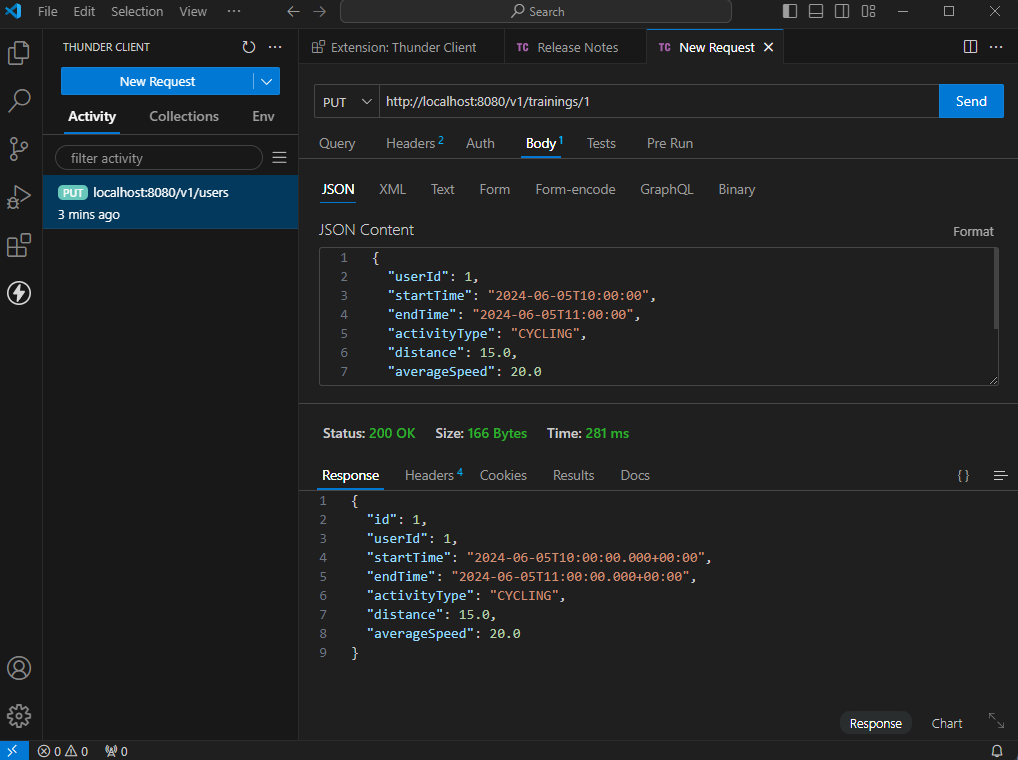 File Edit Selection View ··· Search
THUNDER CLIENT ···
New Request
Activity Collections Env
filter activity
PUT localhost:8080/v1/users
3 mins ago
Extension: Thunder Client TC Release Notes TC New Request ···
PUT http://localhost:8080/v1/trainings/1 Send
Query Headers 2 Auth Body 1 Tests Pre Run
JSON XML Text Form Form-encode GraphQL Binary
JSON Content Format
1 {
2 "userId": 1,
3 "startTime": "2024-06-05T10:00:00",
4 "endTime": "2024-06-05T11:00:00",
5 "activityType": "CYCLING",
6 "distance": 15.0,
7 "averageSpeed": 20.0
Status: 200 OK Size: 166 Bytes Time: 281 ms
Response Headers 4 Cookies Results Docs {}
1 {
2 "id": 1,
3 "userId": 1,
4 "startTime": "2024-06-05T10:00:00.000+00:00",
5 "endTime": "2024-06-05T11:00:00.000+00:00",
6 "activityType": "CYCLING",
7 "distance": 15.0,
8 "averageSpeed": 20.0
9 }
Response Chart
0 0 0